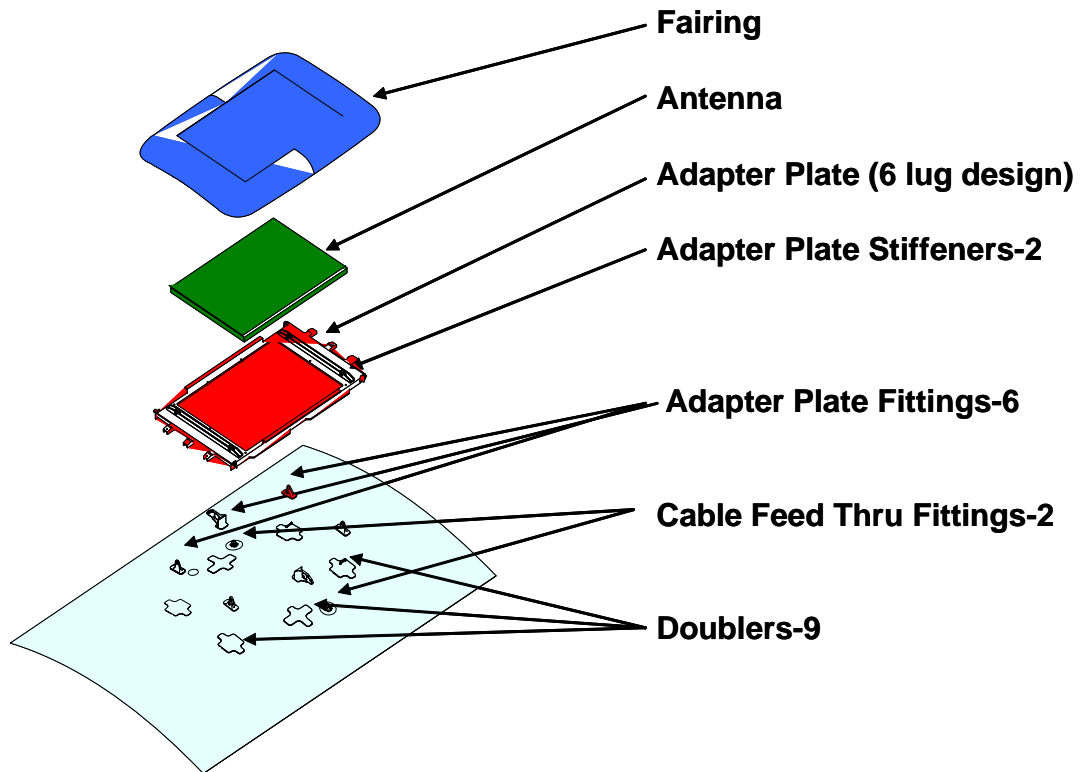 Fairing
Antenna
Adapter Plate (6 lug design)
Adapter Plate Stiffeners-2
Adapter Plate Fittings-6
Cable Feed Thru Fittings-2
Doublers-9